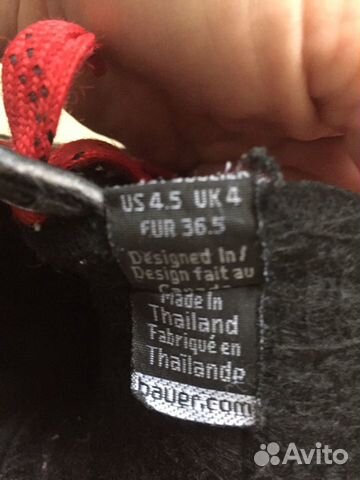 US 4.5 UK 4
EUR 36.5
Designed in/
Design fait au
Canada
Made In
Thailand
Fabriqué en
Thaïlande
bauer.com
Avito